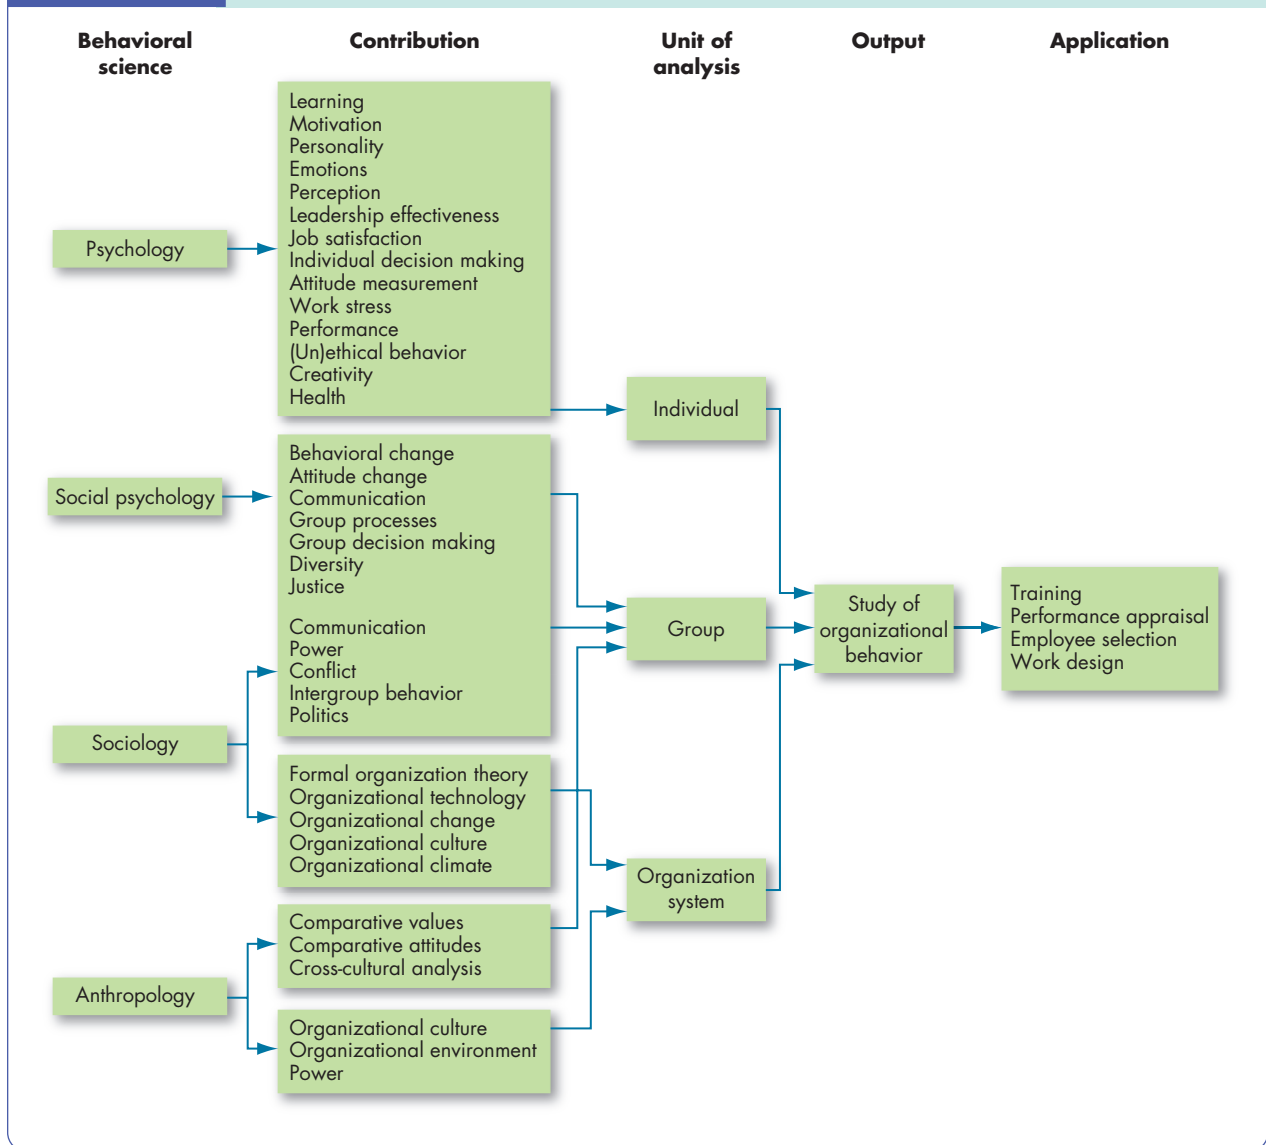 Behavioral
science
Contribution
Unit of
analysis
Output
Application
Psychology
Learning
Motivation
Personality
Emotions
Perception
Leadership effectiveness
Job satisfaction
Individual decision making
Attitude measurement
Work stress
Performance
(Un)ethical behavior
Creativity
Health
Individual
Social psychology
Behavioral change
Attitude change
Communication
Group processes
Group decision making
Diversity
Justice
Communication
Power
Conflict
Intergroup behavior
Politics
Group
Study of
organizational
behavior
Training
Performance appraisal
Employee selection
Work design
Sociology
Formal organization theory
Organizational technology
Organizational change
Organizational culture
Organizational climate
Organization
system
Anthropology
Comparative values
Comparative attitudes
Cross-cultural analysis
Organizational culture
Organizational environment
Power